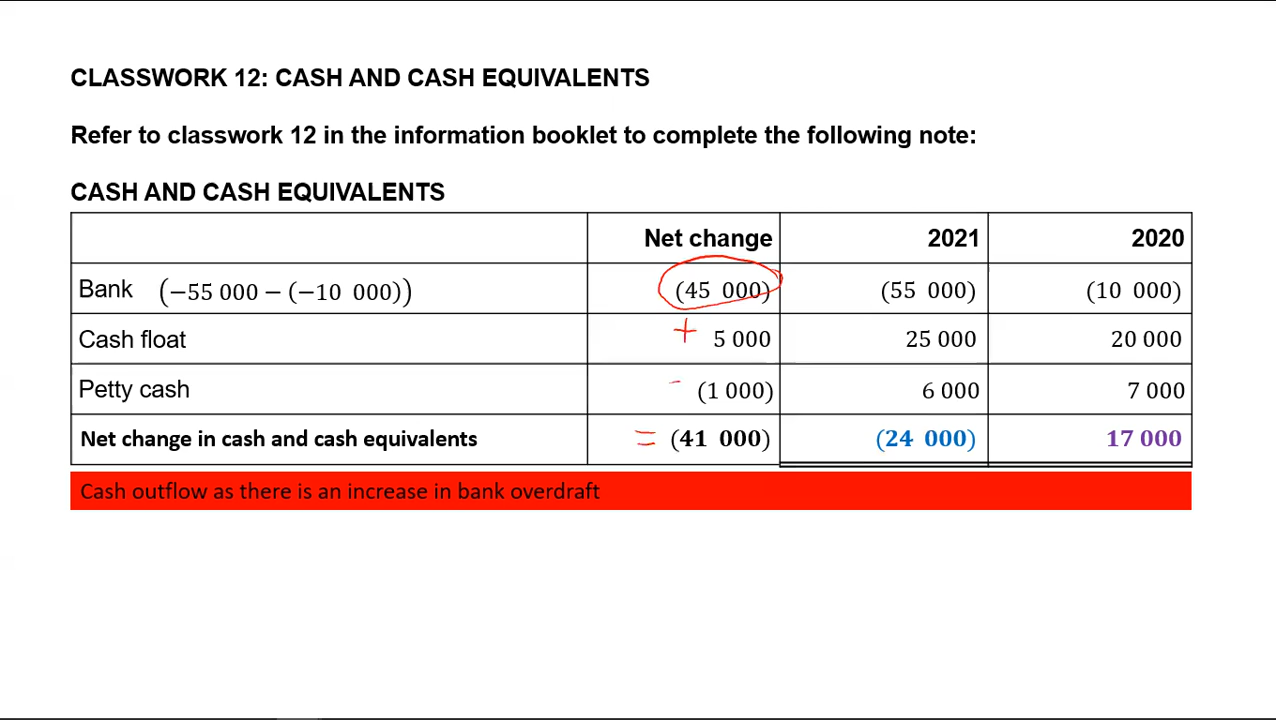 CLASSWORK 12: CASH AND CASH EQUIVALENTS
Refer to classwork 12 in the information booklet to complete the following note:
CASH AND CASH EQUIVALENTS
Net change 2021 2020
Bank (−55 000 − (−10 000)) (45 000) (55 000) (10 000)
Cash float + 5 000 25 000 20 000
Petty cash - (1 000) 6 000 7 000
Net change in cash and cash equivalents = (41 000) (24 000) 17 000
Cash outflow as there is an increase in bank overdraft